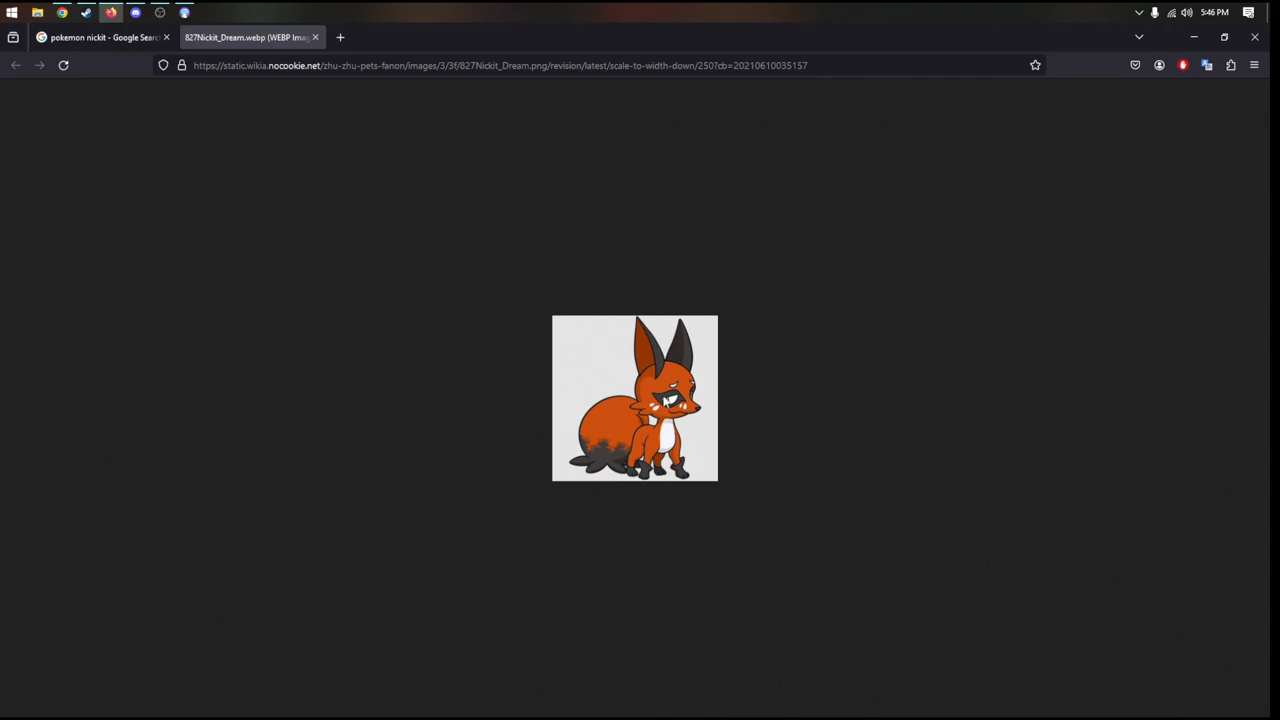 5:46 PM
pokemon nickit - Google Searc
827Nickit_Dream.webp (WEBP Imag
https://static.wikia.nocookie.net/zhu-zhu-pets-fanon/images/3/3f/827Nickit_Dream.png/revision/latest/scale-to-width-down/250?cb=20210610035157